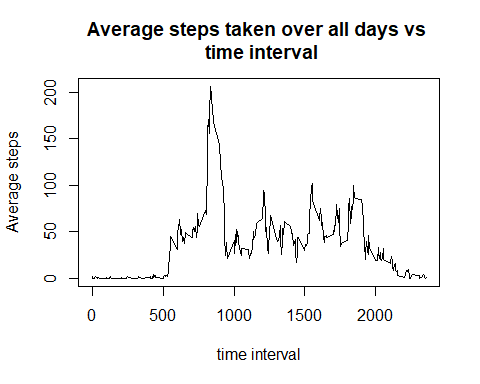 Average steps taken over all days vs
time interval
Average steps
200
150
100
50
0
0 500 1000 1500 2000
time interval